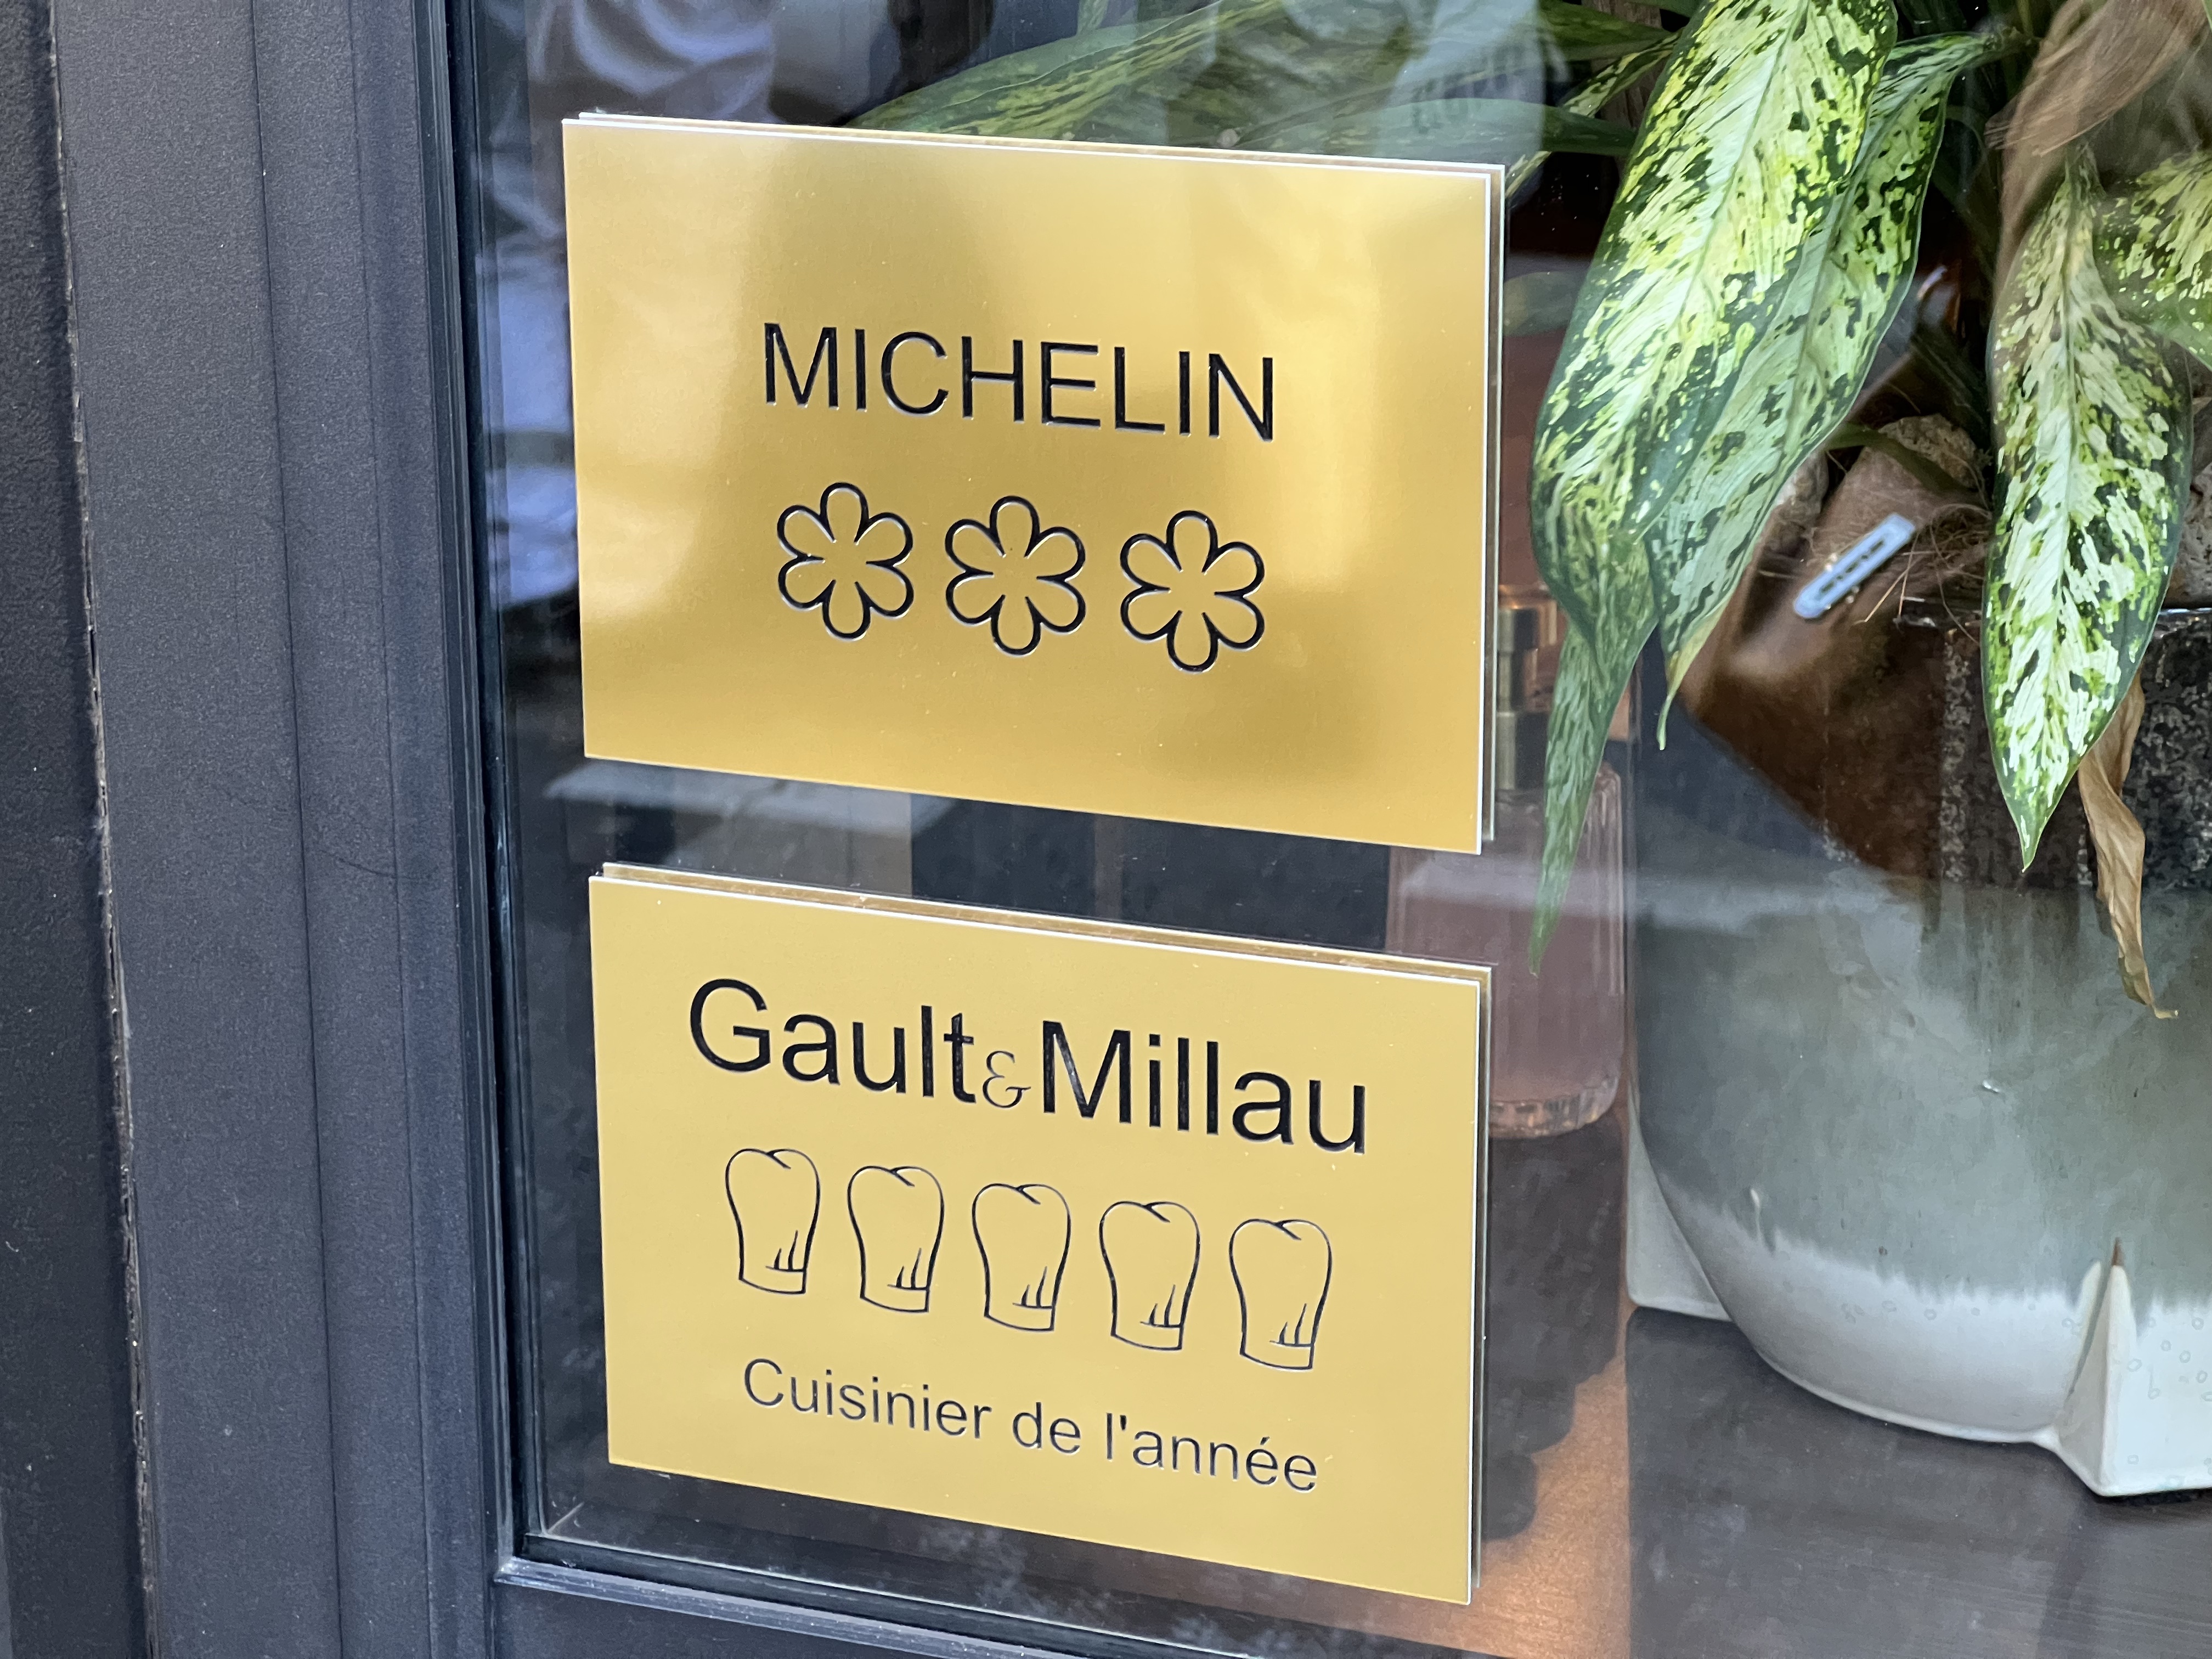 MICHELIN
Gault&Millau
Cuisinier de l'année